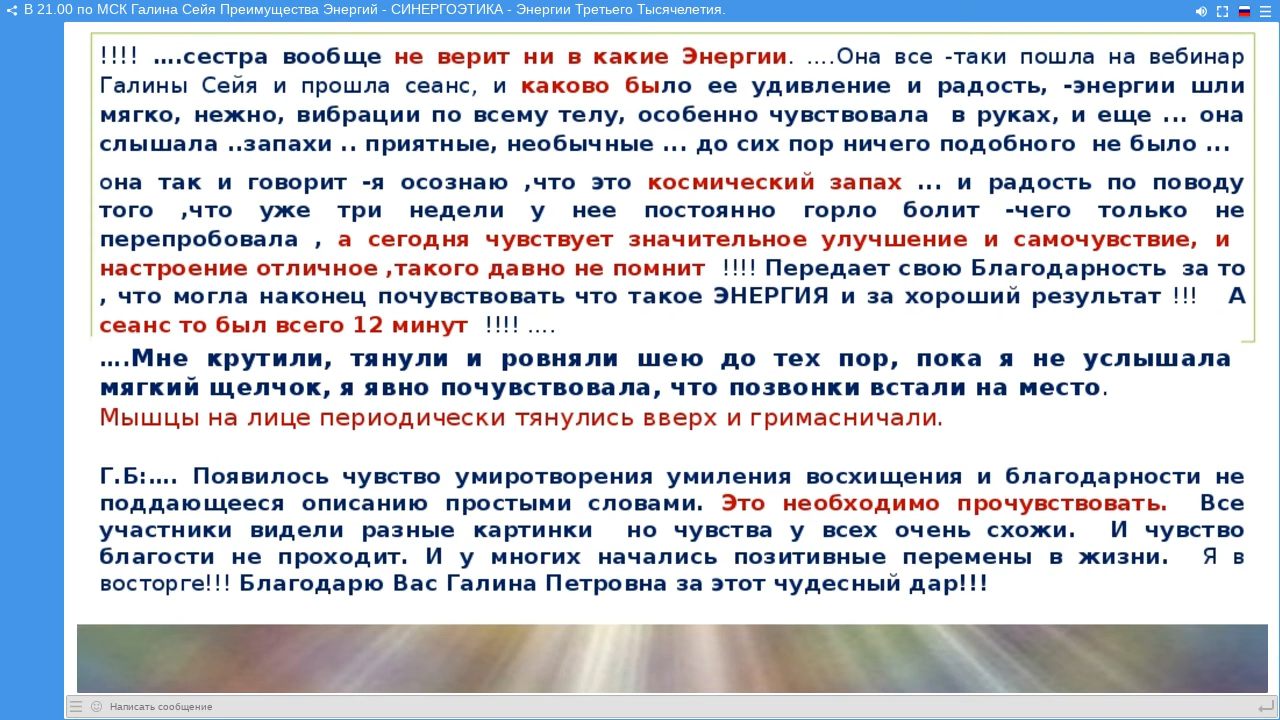 В 21.00 по МСК Галина Сейя Преимущества Энергий - СИНЕРГОЭТИКА - Энергии Третьего Тысячелетия.
!!!! ….сестра вообще не верит ни в какие Энергии. ….Она все -таки пошла на вебинар
Галины Сейя и прошла сеанс, и каково было ее удивление и радость, -энергии шли
мягко, нежно, вибрации по всему телу, особенно чувствовала в руках, и еще ... она
слышала ..запахи .. приятные, необычные ... до сих пор ничего подобного не было ...
она так и говорит -я осознаю ,что это космический запах ... и радость по поводу
того ,что уже три недели у нее постоянно горло болит -чего только не
перепробовала , а сегодня чувствует значительное улучшение и самочувствие, и
настроение отличное ,такого давно не помнит !!!! Передает свою Благодарность за то
, что могла наконец почувствовать что такое ЭНЕРГИЯ и за хороший результат !!! А
сеанс то был всего 12 минут !!!! ….
….Мне крутили, тянули и ровняли шею до тех пор, пока я не услышала
мягкий щелчок, я явно почувствовала, что позвонки встали на место.
Мышцы на лице периодически тянулись вверх и гримасничали.
Г.Б:…. Появилось чувство умиротворения умиления восхищения и благодарности не
поддающееся описанию простыми словами. Это необходимо прочувствовать. Все
участники видели разные картинки но чувства у всех очень схожи. И чувство
благости не проходит. И у многих начались позитивные перемены в жизни. Я в
восторге!!! Благодарю Вас Галина Петровна за этот чудесный дар!!!
Написать сообщение